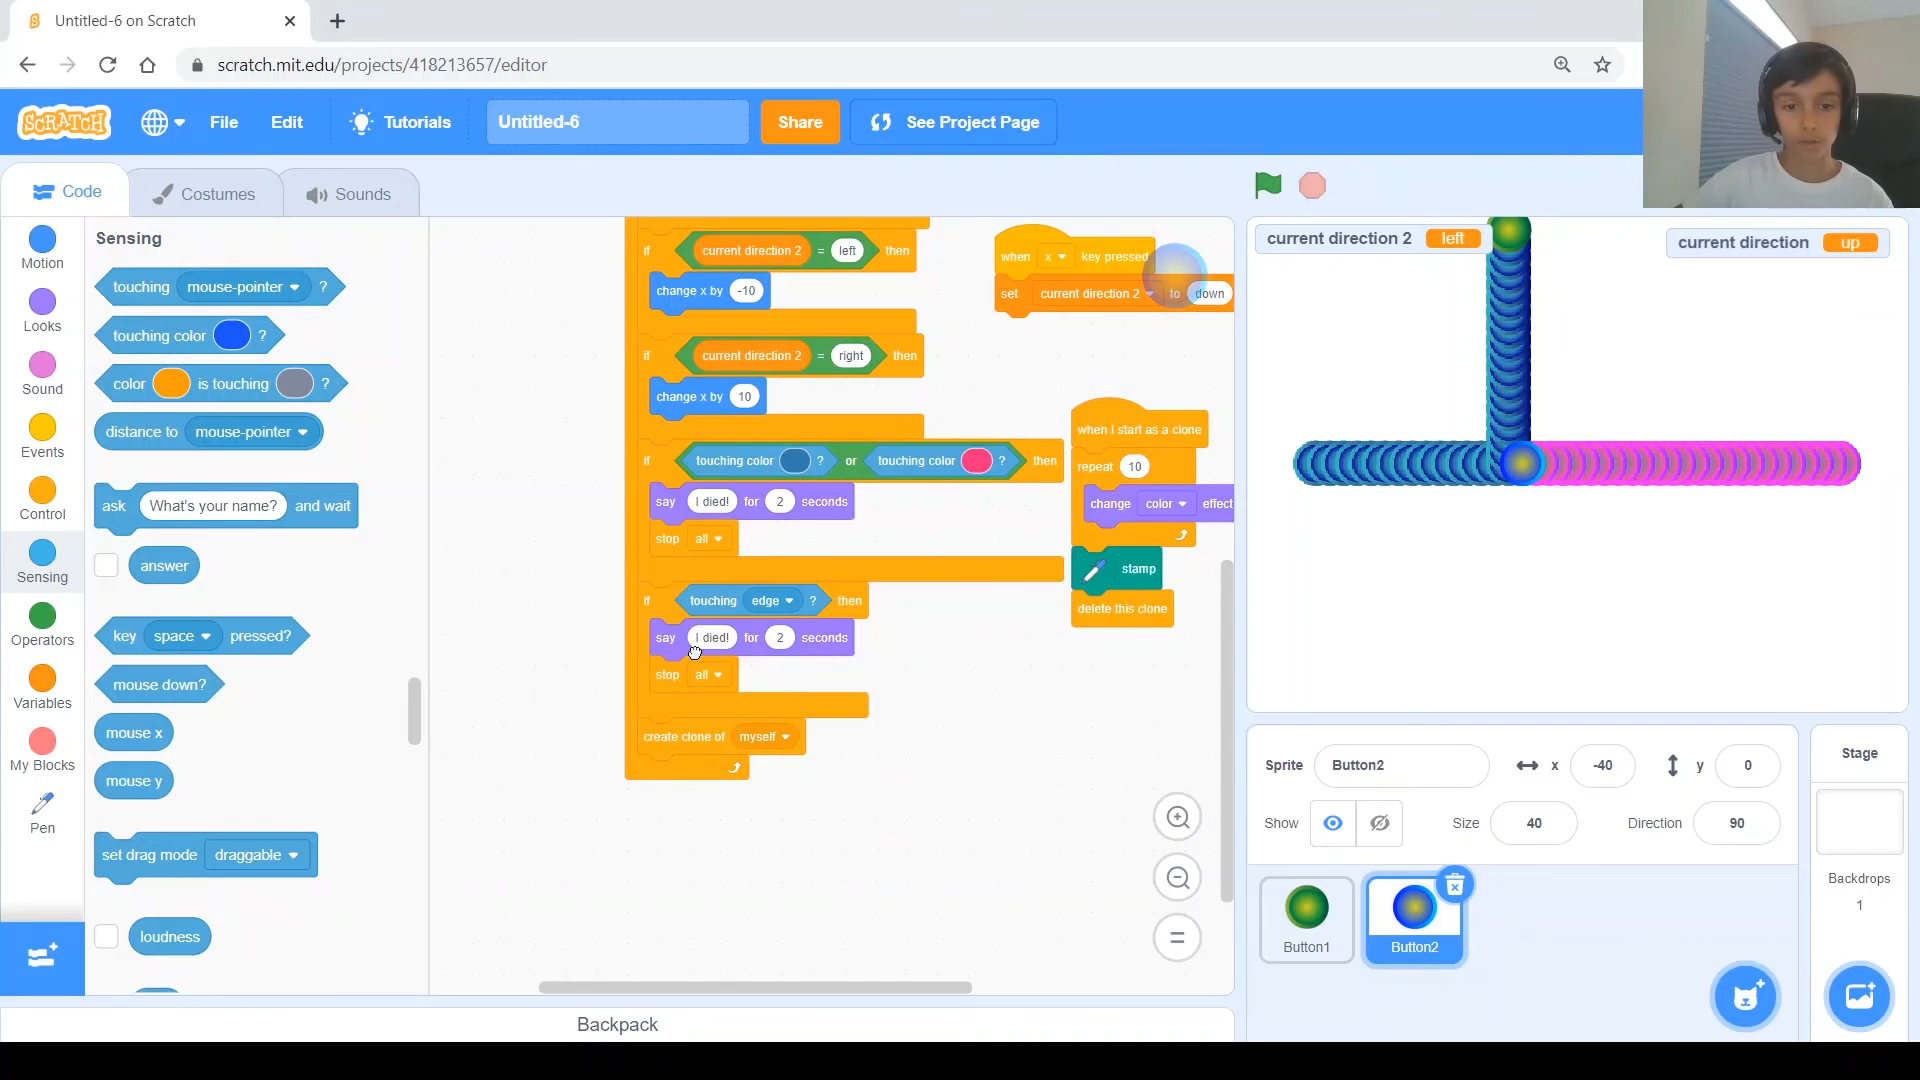 Untitled-6 on Scratch
scratch.mit.edu/projects/418213657/editor
SCRATCH
File
Edit
Tutorials
Untitled-6
Share
See Project Page
Code
Costumes
Sounds
Motion
Looks
Sound
Events
Control
Sensing
Operators
Variables
My Blocks
Pen
Sensing
touching mouse-pointer ?
touching color ?
color is touching ?
distance to mouse-pointer
ask What's your name? and wait
answer
key space pressed?
mouse down?
mouse x
mouse y
set drag mode draggable
loudness
if current direction 2 = left then
change x by -10
if current direction 2 = right then
change x by 10
if touching color ? or touching color ? then
say I died! for 2 seconds
stop all
if touching edge ? then
say I died! for 2 seconds
stop all
create clone of myself
when x key pressed
set current direction 2 to down
when I start as a clone
repeat 10
change color effect
stamp
delete this clone
Backpack
current direction 2 left
current direction up
Sprite Button2 x -40 y 0
Show Size 40 Direction 90
Button1
Button2
Stage
Backdrops
1